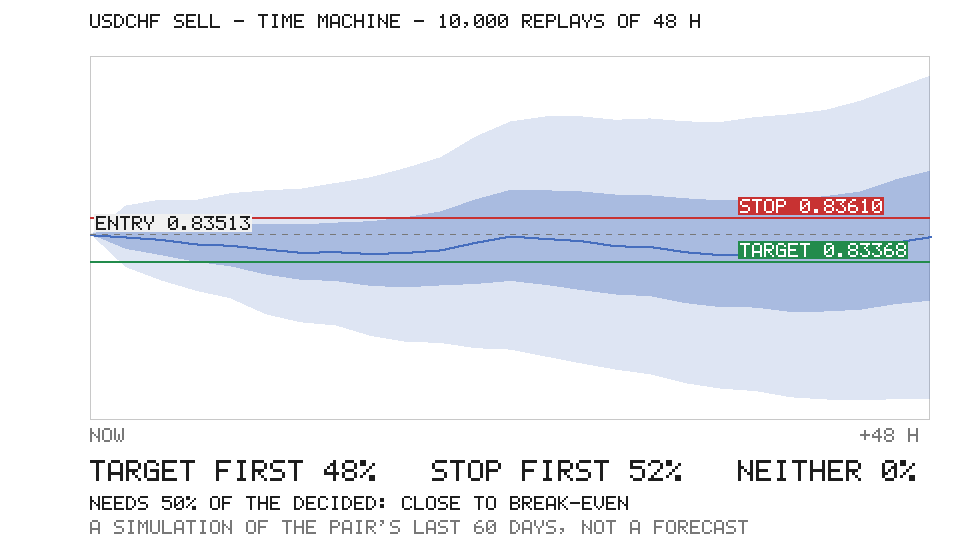 USDCHF SELL - TIME MACHINE - 10,000 REPLAYS OF 48 H
STOP 0.83610
ENTRY 0.83513
TARGET 0.83368
NOW +48 H
TARGET FIRST 48% STOP FIRST 52% NEITHER 0%
NEEDS 50% OF THE DECIDED: CLOSE TO BREAK-EVEN
A SIMULATION OF THE PAIR'S LAST 60 DAYS, NOT A FORECAST